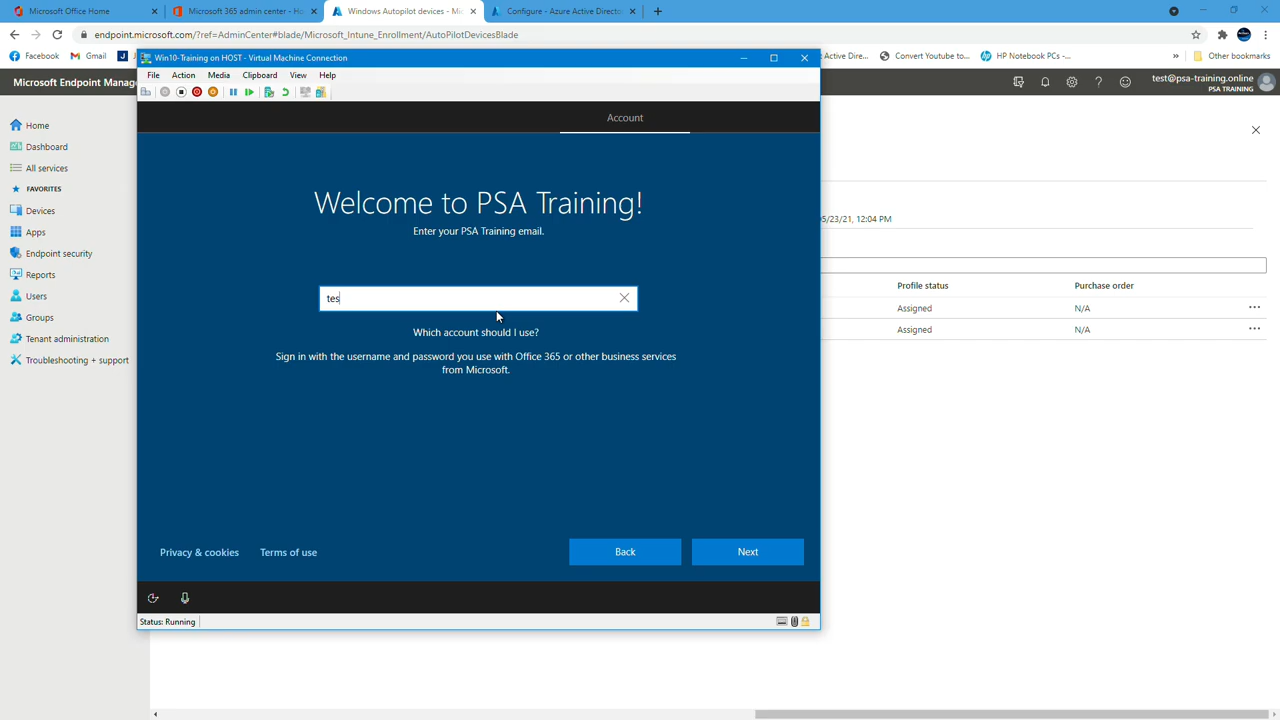 Microsoft Office Home
Microsoft 365 admin center - Ho
Windows Autopilot devices - Mi
Configure - Azure Active Directo
endpoint.microsoft.com/?ref=AdminCenter#blade/Microsoft_Intune_Enrollment/AutoPilotDevicesBlade
Facebook
Gmail
Active Dire...
Convert Youtube to...
HP Notebook PCs -...
»
Other bookmarks
Win10-Training on HOST - Virtual Machine Connection
File
Action
Media
Clipboard
View
Help
Microsoft Endpoint Manag
test@psa-training.online
PSA TRAINING
Home
Dashboard
All services
FAVORITES
Devices
Apps
Endpoint security
Reports
Users
Groups
Tenant administration
Troubleshooting + support
Account
Welcome to PSA Training!
Enter your PSA Training email.
tes
Which account should I use?
Sign in with the username and password you use with Office 365 or other business services
from Microsoft.
Privacy & cookies
Terms of use
Back
Next
Status: Running
5/23/21, 12:04 PM
Profile status
Purchase order
Assigned
N/A
Assigned
N/A